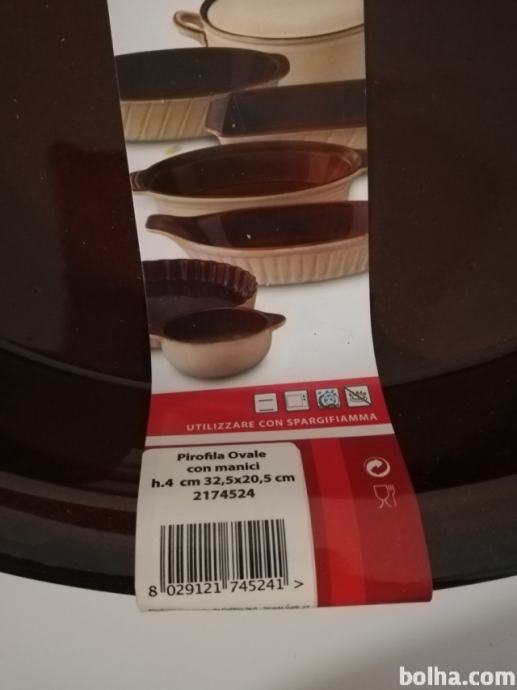 UTILIZZARE CON SPARGIFIAMMA
Pirofila Ovale
con manici
h.4 cm 32,5x20,5 cm
2174524
8 029121 745241 >
bolha.com